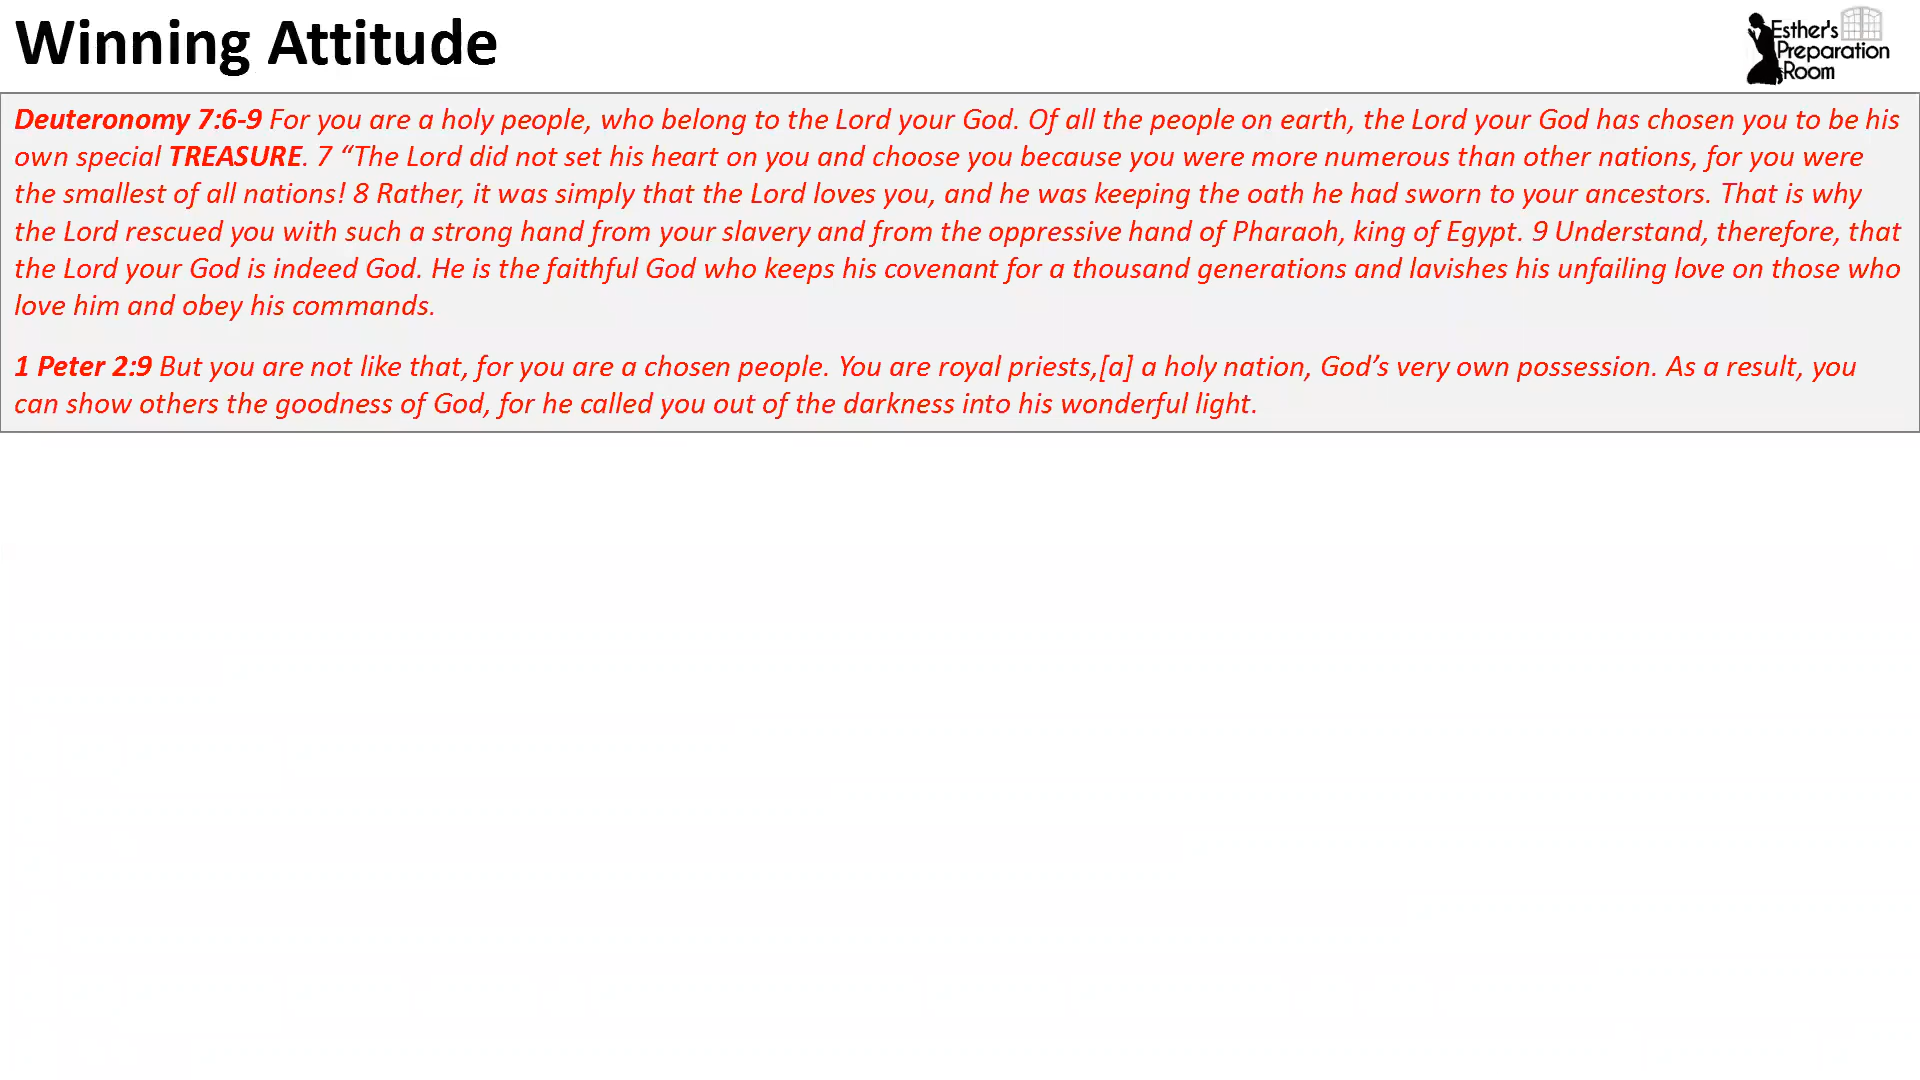 Winning Attitude
Esther's
Preparation
Room
Deuteronomy 7:6-9 For you are a holy people, who belong to the Lord your God. Of all the people on earth, the Lord your God has chosen you to be his
own special TREASURE. 7 “The Lord did not set his heart on you and choose you because you were more numerous than other nations, for you were
the smallest of all nations! 8 Rather, it was simply that the Lord loves you, and he was keeping the oath he had sworn to your ancestors. That is why
the Lord rescued you with such a strong hand from your slavery and from the oppressive hand of Pharaoh, king of Egypt. 9 Understand, therefore, that
the Lord your God is indeed God. He is the faithful God who keeps his covenant for a thousand generations and lavishes his unfailing love on those who
love him and obey his commands.
1 Peter 2:9 But you are not like that, for you are a chosen people. You are royal priests,[a] a holy nation, God’s very own possession. As a result, you
can show others the goodness of God, for he called you out of the darkness into his wonderful light.